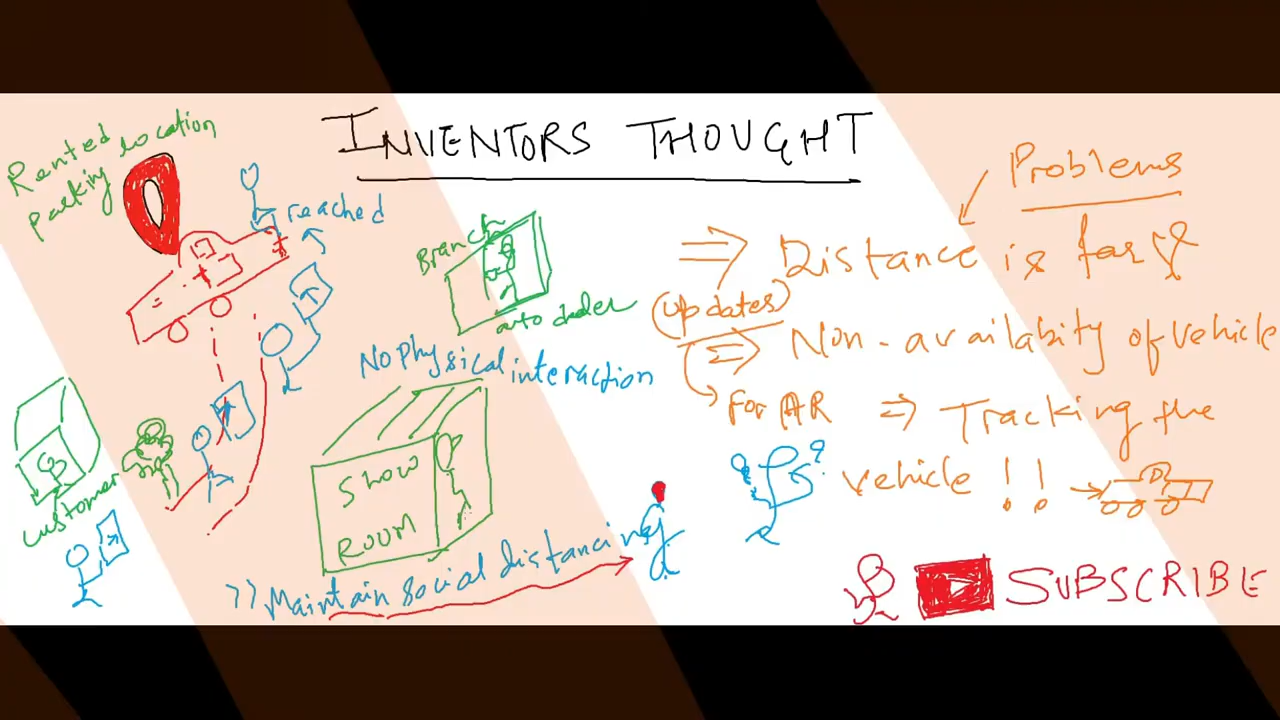 INVENTORS THOUGHT
Rented
parking location
reached
Branch
auto dealer
No Physical interaction
customer
SHOW
ROOM
>> Maintain social distancing
Problems
⇒ Distance is far
(updates)
⇒ Non-availabity of vehicle
For AR
⇒ Tracking the
vehicle !!
SUBSCRIBE